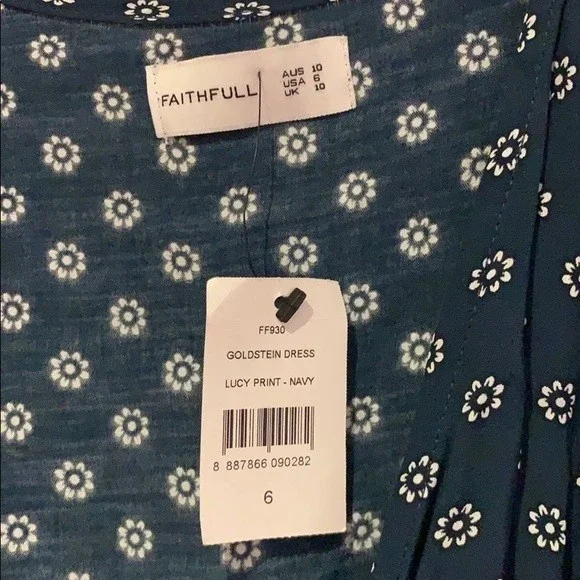 FAITHFULL
AUS 10
USA 6
UK 10
FF930
GOLDSTEIN DRESS
LUCY PRINT - NAVY
8 887866 090282
6